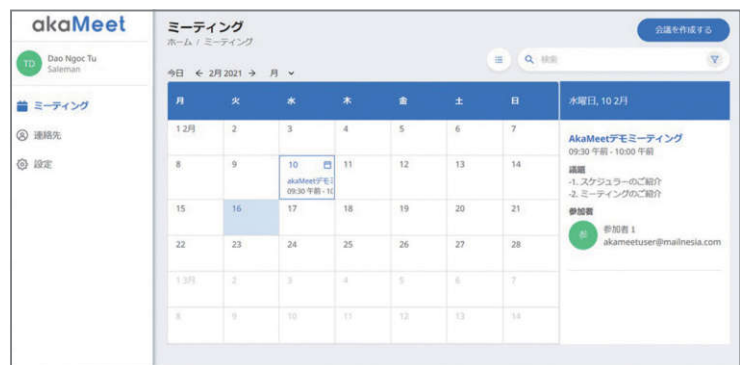 akaMeet
TD
Dao Ngoc Tu
Saleman
ミーティング
連絡先
設定
ミーティング
ホーム / ミーティング
会議を作成する
検索
今日 ← 2月 2021 → 月
月 火 水 木 金 土 日
1 2月 2 3 4 5 6 7
8 9 10 11 12 13 14
akaMeetデモミ
09:30 午前 - 10
15 16 17 18 19 20 21
22 23 24 25 26 27 28
1 3月 2 3 4 5 6 7
8 9 10 11 12 13 14
水曜日, 10 2月
AkaMeetデモミーティング
09:30 午前 - 10:00 午前
議題
-1. スケジュラーのご紹介
-2. ミーティングのご紹介
参加者
参
参加者 1
akameetuser@mailnesia.com